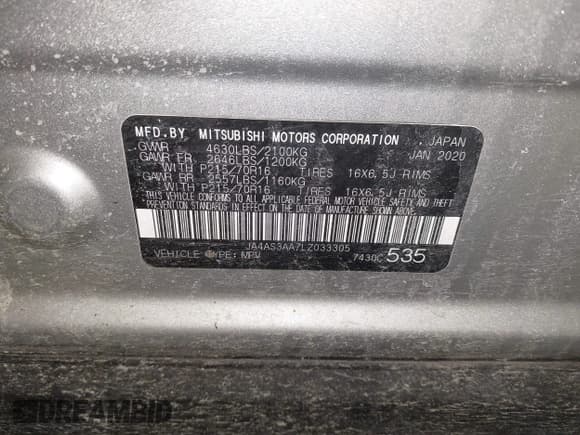 MFD.BY MITSUBISHI MOTORS CORPORATION . JAPAN
GVWR 4630LBS/2100KG JAN 2020
GAWR FR 2646LBS/1200KG
WITH P215/70R16 TIRES 16X6.5J RIMS
GAWR RR 2557LBS/1160KG
WITH P215/70R16 TIRES 16X6.5J RIMS
THIS VEHICLE CONFORMS TO ALL APPLICABLE FEDERAL MOTOR VEHICLE SAFETY AND THEFT
PREVENTION STANDARDS IN EFFECT ON THE DATE OF MANUFACTURE SHOWN ABOVE.
JA4AS3AA7LZ033305
VEHICLE TYPE: MPV 7430C 535
DREAMBID